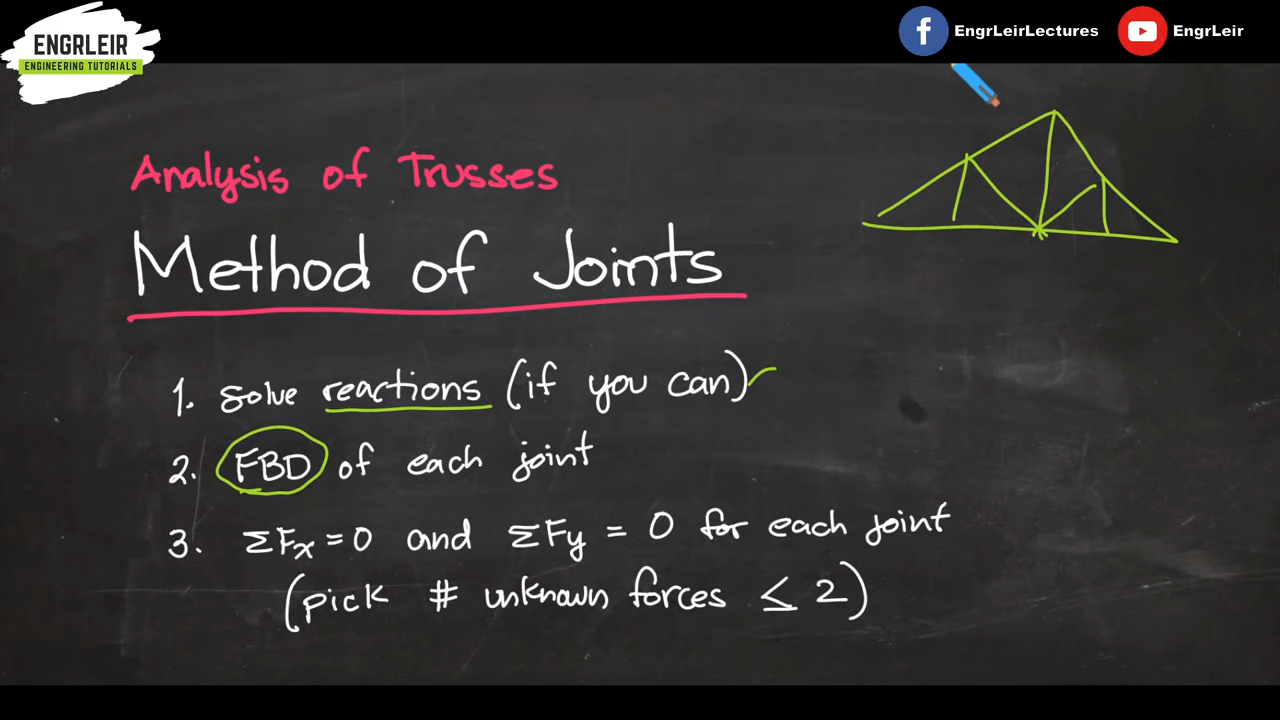 ENGRLEIR
ENGINEERING TUTORIALS
f EngrLeirLectures
EngrLeir
Analysis of Trusses
Method of Joints
1. solve reactions (if you can)
2. FBD of each joint
3. ΣFx = 0 and ΣFy = 0 for each joint
(pick # unknown forces ≤ 2)